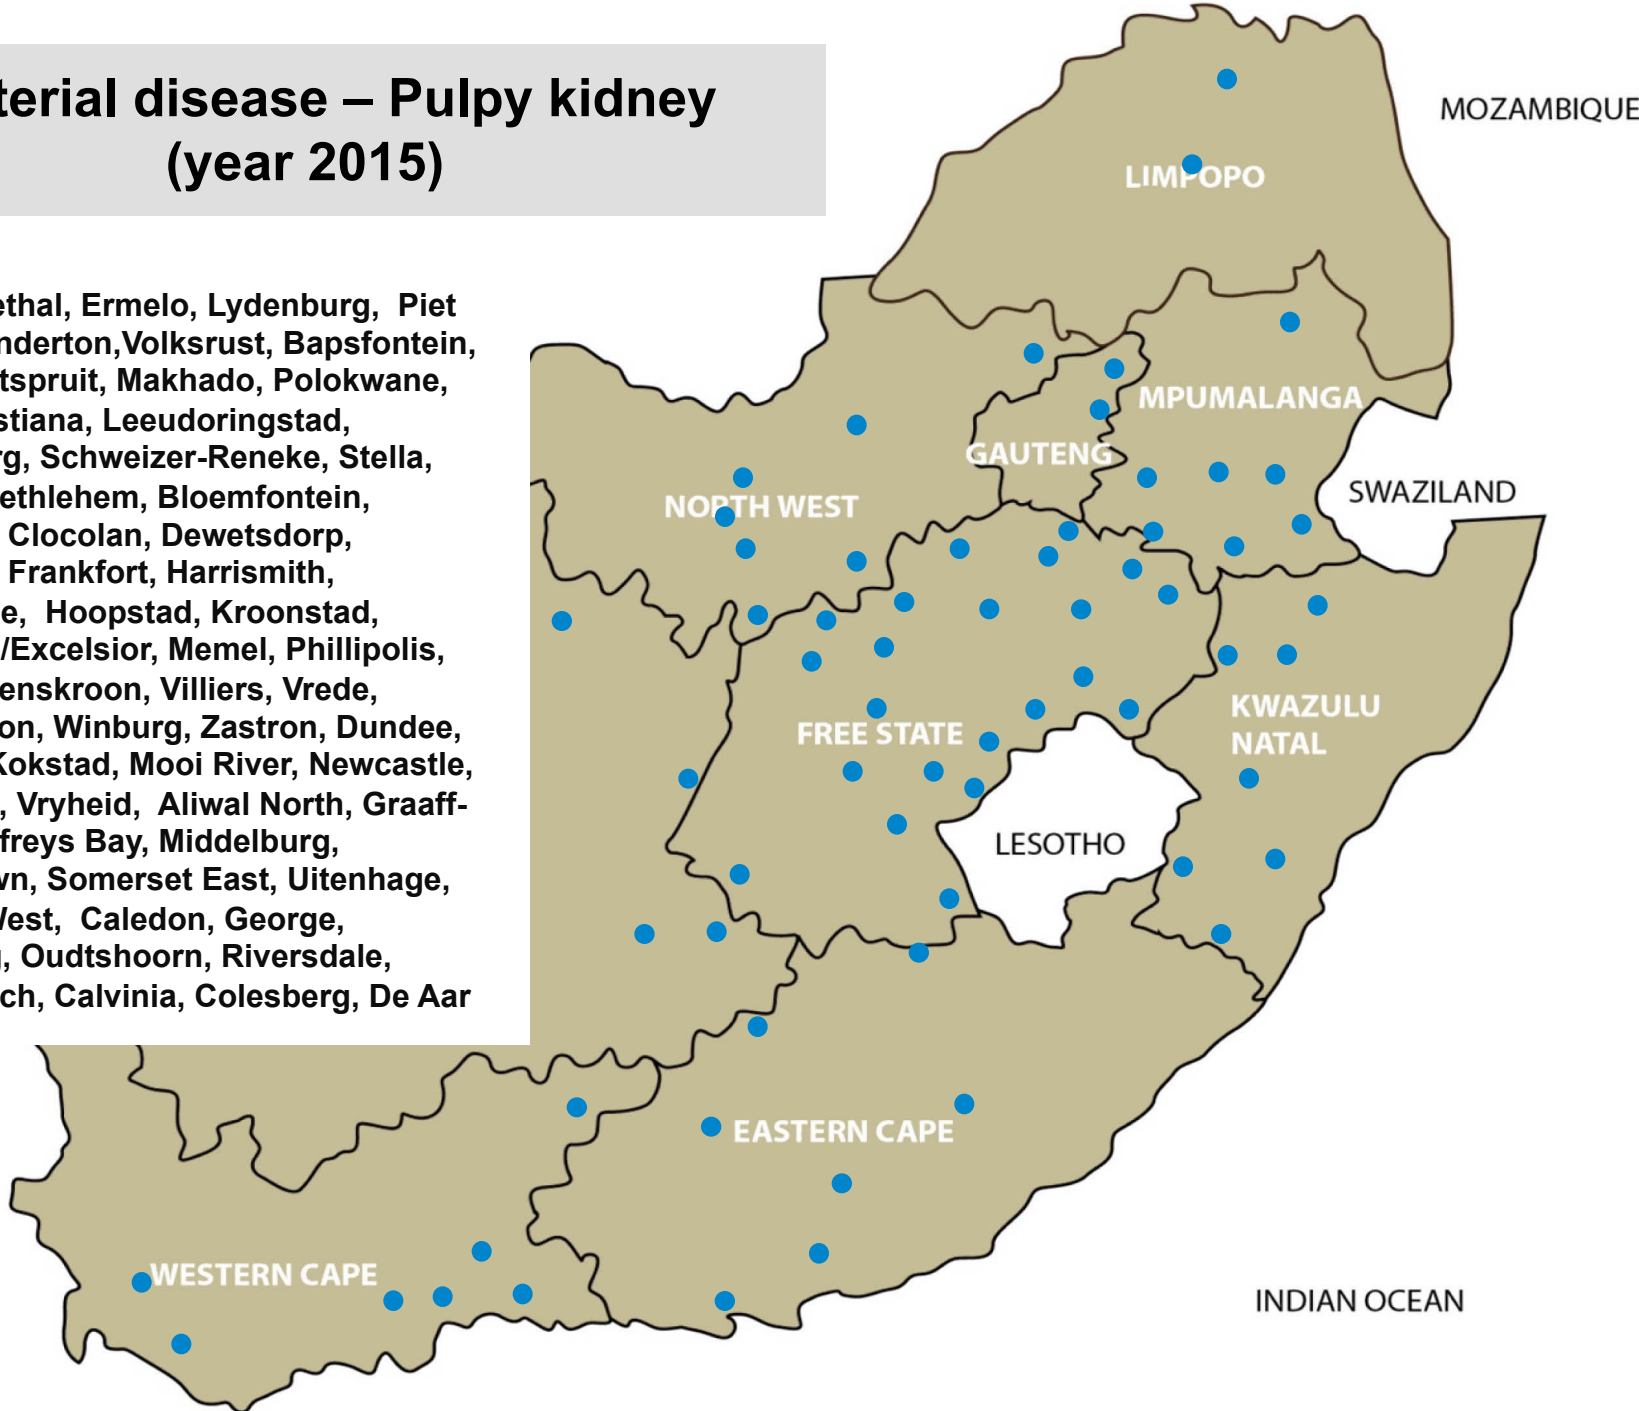 terial disease – Pulpy kidney
(year 2015)
ethal, Ermelo, Lydenburg, Piet
nderton,Volksrust, Bapsfontein,
tspruit, Makhado, Polokwane,
stiana, Leeudoringstad,
rg, Schweizer-Reneke, Stella,
ethlehem, Bloemfontein,
Clocolan, Dewetsdorp,
Frankfort, Harrismith,
e, Hoopstad, Kroonstad,
/Excelsior, Memel, Phillipolis,
enskroon, Villiers, Vrede,
on, Winburg, Zastron, Dundee,
Kokstad, Mooi River, Newcastle,
, Vryheid, Aliwal North, Graaff-
freys Bay, Middelburg,
wn, Somerset East, Uitenhage,
West, Caledon, George,
g, Oudtshoorn, Riversdale,
ch, Calvinia, Colesberg, De Aar
MOZAMBIQUE
LIMPOPO
MPUMALANGA
GAUTENG
SWAZILAND
NORTH WEST
KWAZULU
NATAL
FREE STATE
LESOTHO
EASTERN CAPE
WESTERN CAPE
INDIAN OCEAN